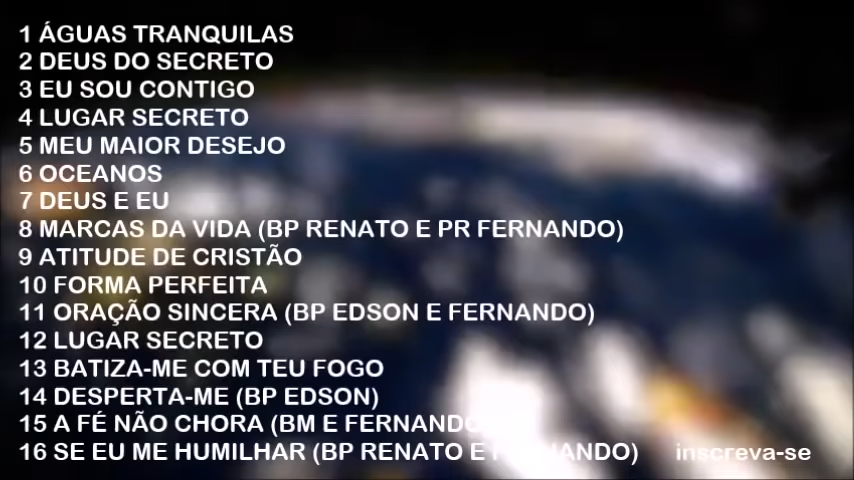 1 ÁGUAS TRANQUILAS
2 DEUS DO SECRETO
3 EU SOU CONTIGO
4 LUGAR SECRETO
5 MEU MAIOR DESEJO
6 OCEANOS
7 DEUS E EU
8 MARCAS DA VIDA (BP RENATO E PR FERNANDO)
9 ATITUDE DE CRISTÃO
10 FORMA PERFEITA
11 ORAÇÃO SINCERA (BP EDSON E FERNANDO)
12 LUGAR SECRETO
13 BATIZA-ME COM TEU FOGO
14 DESPERTA-ME (BP EDSON)
15 A FÉ NÃO CHORA (BM E FERNANDO
16 SE EU ME HUMILHAR (BP RENATO E FERNANDO) inscreva-se